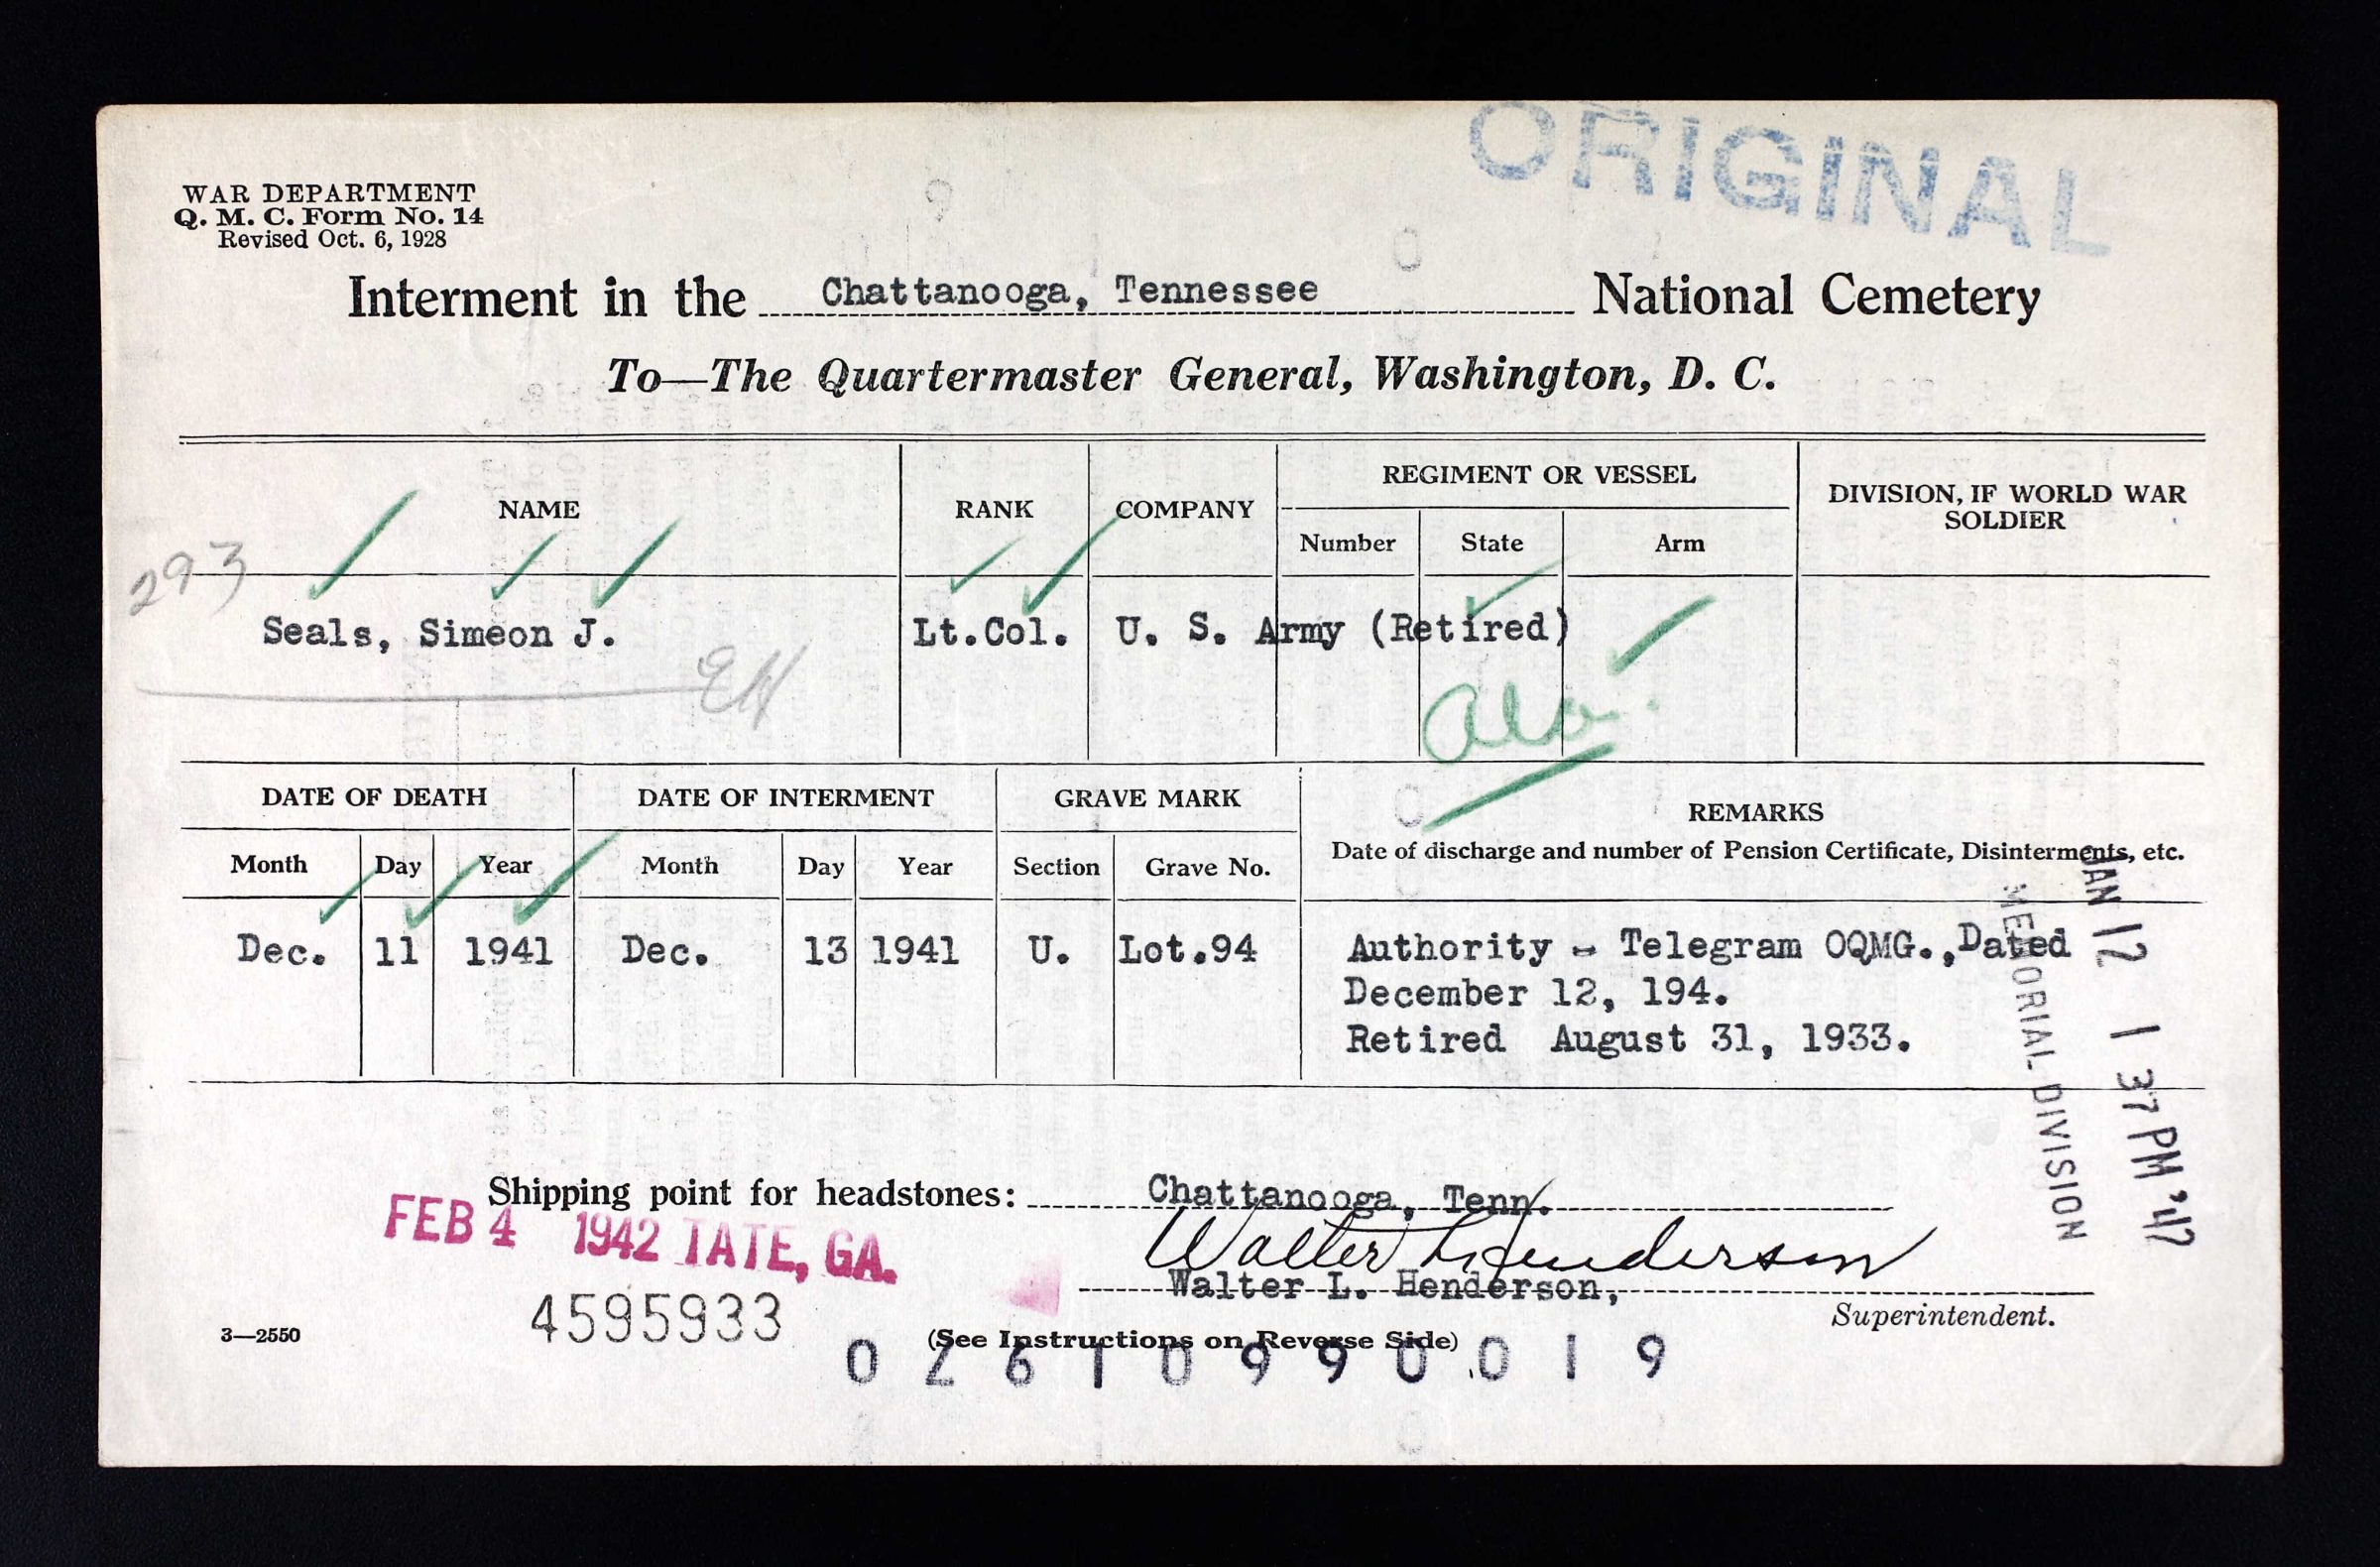 ORIGINAL
WAR DEPARTMENT
Q. M. C. Form No. 14
Revised Oct. 6, 1928
Interment in the Chattanooga, Tennessee National Cemetery
To—The Quartermaster General, Washington, D. C.
NAME RANK COMPANY REGIMENT OR VESSEL DIVISION, IF WORLD WAR SOLDIER
Number State Arm
293
Seals, Simeon J. Lt.Col. U. S. Army (Retired)
EH
Ala.
DATE OF DEATH DATE OF INTERMENT GRAVE MARK REMARKS
Date of discharge and number of Pension Certificate, Disinterments, etc.
Month Day Year Month Day Year Section Grave No.
Dec. 11 1941 Dec. 13 1941 U. Lot.94 Authority - Telegram OQMG.,Dated
December 12, 194.
Retired August 31, 1933.
JAN 12 1 37 PM '42
MEMORIAL DIVISION
Shipping point for headstones: Chattanooga, Tenn.
FEB 4 1942 TATE, GA.
Walter L. Henderson
Walter L. Henderson,
Superintendent.
4595933
3—2550
(See Instructions on Reverse Side)